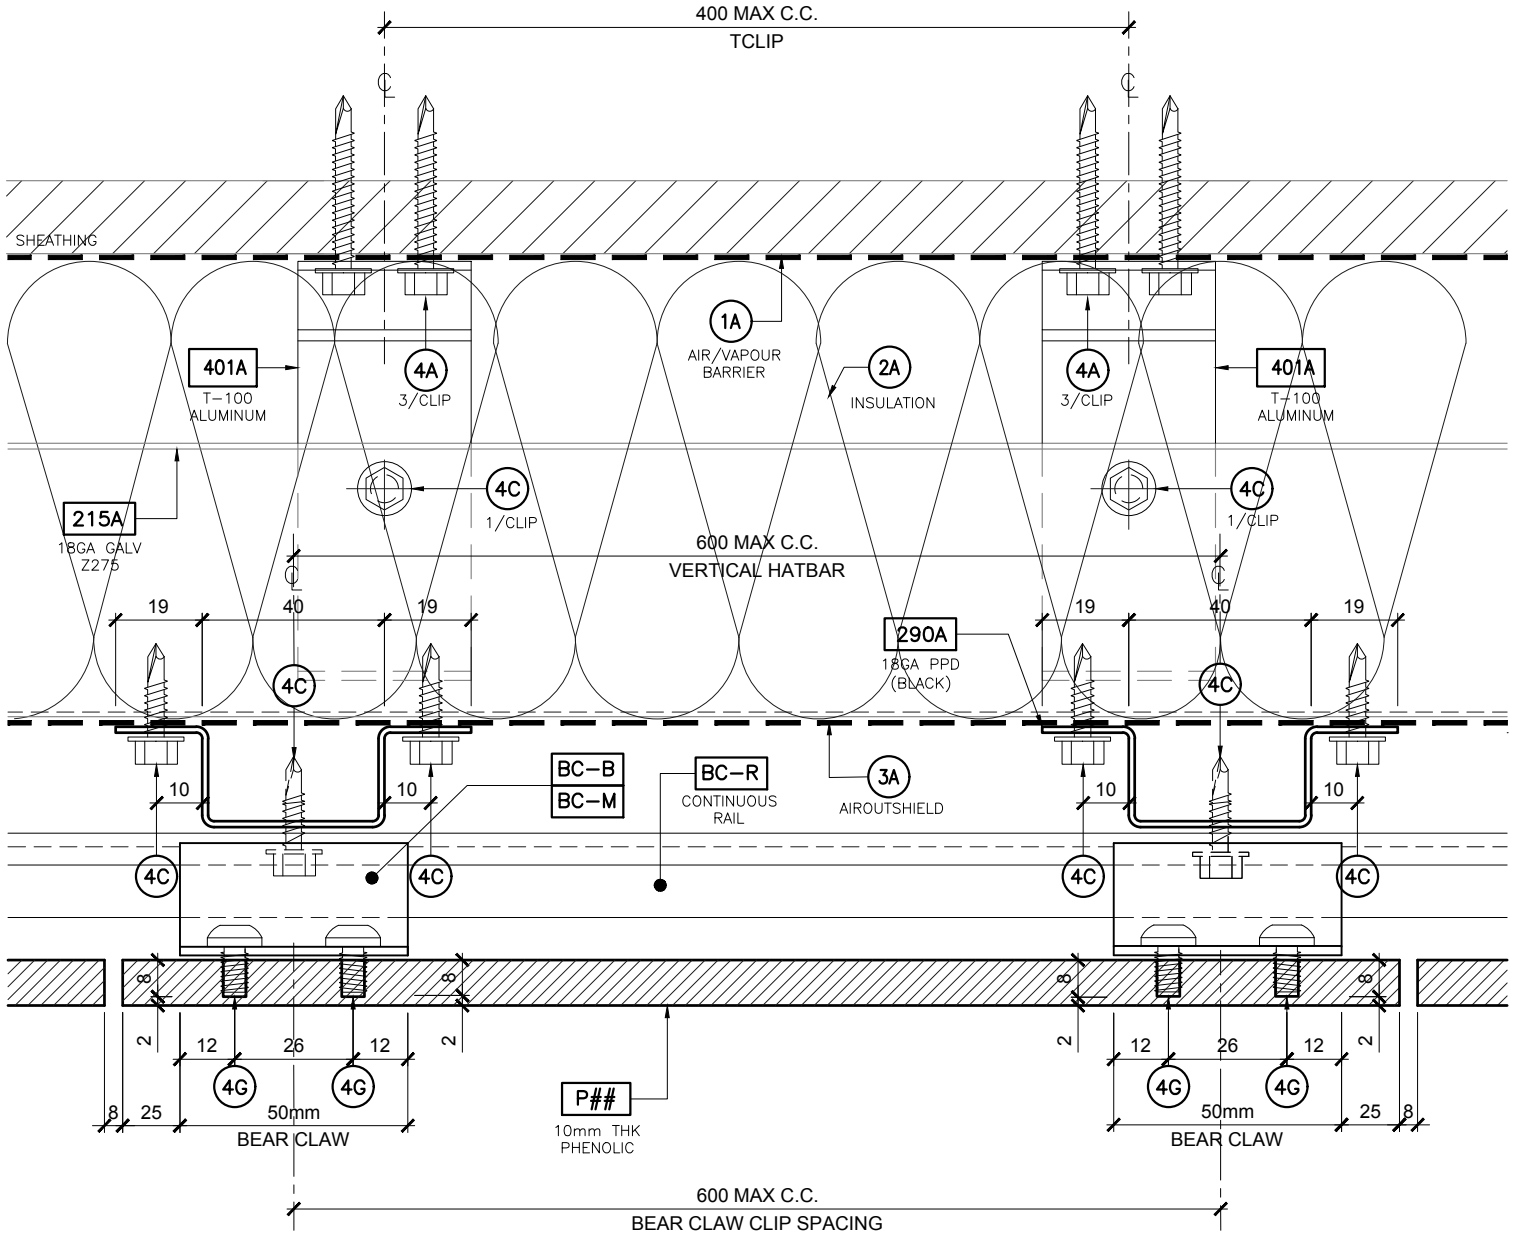 400 MAX C.C.
TCLIP
℄
℄
SHEATHING
1A
AIR/VAPOUR
BARRIER
401A
T-100
ALUMINUM
4A
3/CLIP
2A
INSULATION
4A
3/CLIP
401A
T-100
ALUMINUM
4C
1/CLIP
4C
1/CLIP
215A
18GA GALV
Z275
600 MAX C.C.
VERTICAL HATBAR
℄
℄
19
40
19
19
40
19
290A
18GA PPD
(BLACK)
4C
4C
BC-B
BC-M
BC-R
CONTINUOUS
RAIL
3A
AIROUTSHIELD
10
10
10
10
4C
4C
4C
4C
8
8
8
8
2
2
2
2
12
26
12
12
26
12
4G
4G
4G
4G
P##
10mm THK
PHENOLIC
8
25
50mm
BEAR CLAW
50mm
BEAR CLAW
25
8
600 MAX C.C.
BEAR CLAW CLIP SPACING